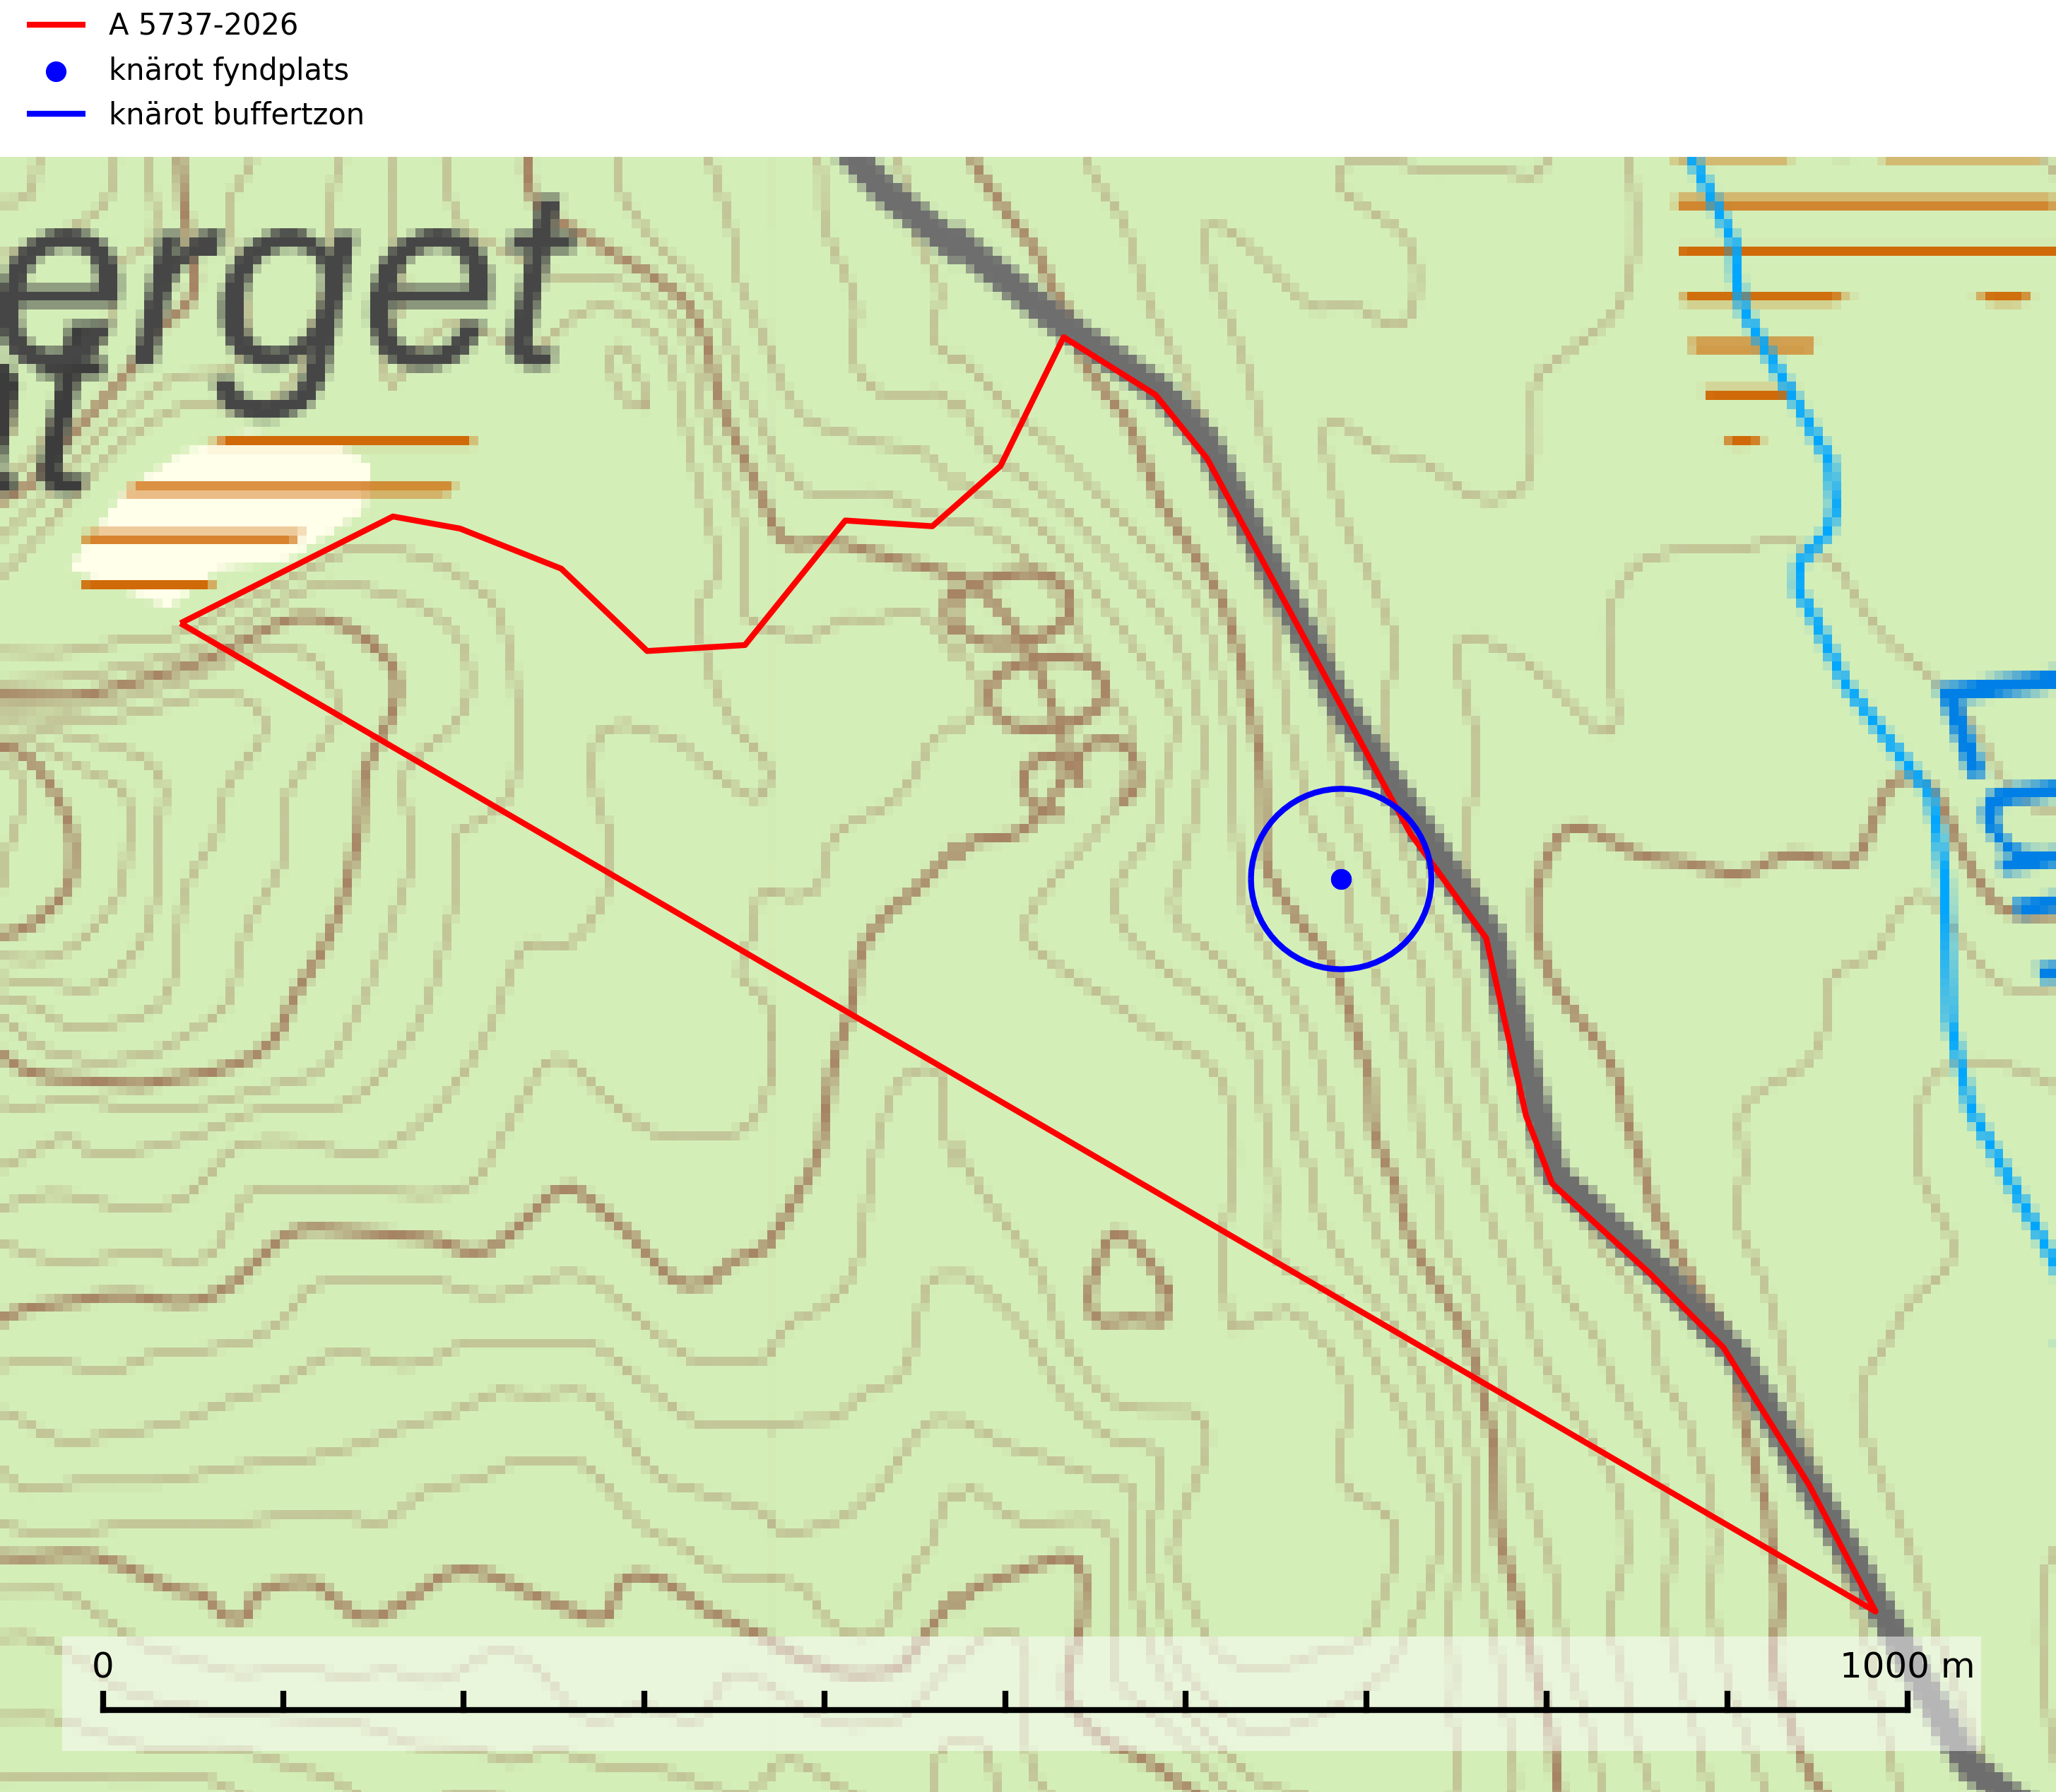 A 5737-2026
knärot fyndplats
knärot buffertzon
erget
t
0
1000 m